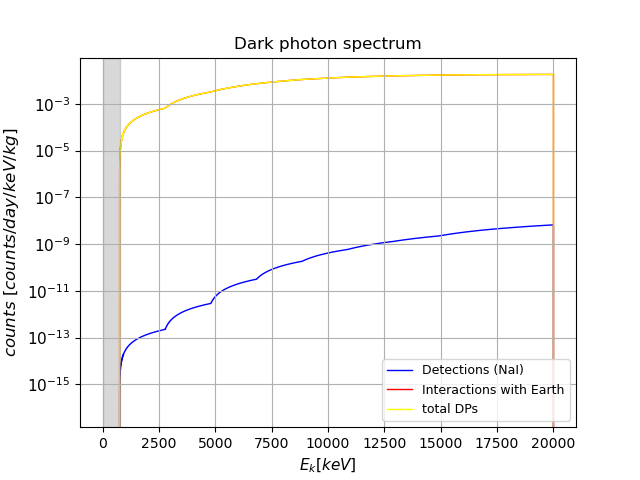 Dark photon spectrum
counts [counts/day/keV/kg]
10⁻³
10⁻⁵
10⁻⁷
10⁻⁹
10⁻¹¹
10⁻¹³
10⁻¹⁵
Detections (NaI)
Interactions with Earth
total DPs
0 2500 5000 7500 10000 12500 15000 17500 20000
Eₖ[keV]